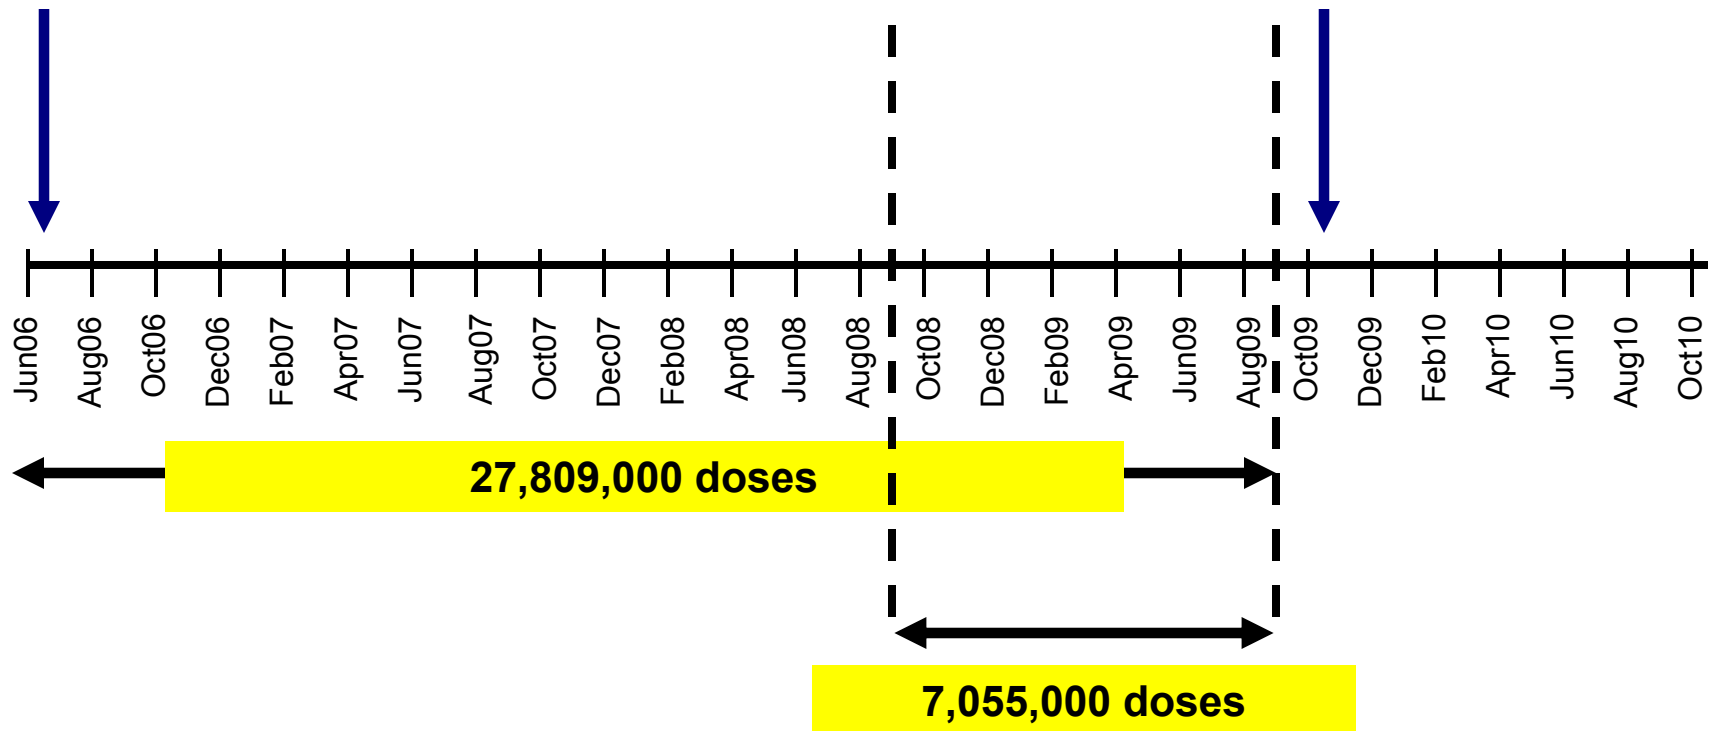 Jun06
Aug06
Oct06
Dec06
Feb07
Apr07
Jun07
Aug07
Oct07
Dec07
Feb08
Apr08
Jun08
Aug08
Oct08
Dec08
Feb09
Apr09
Jun09
Aug09
Oct09
Dec09
Feb10
Apr10
Jun10
Aug10
Oct10
27,809,000 doses
7,055,000 doses